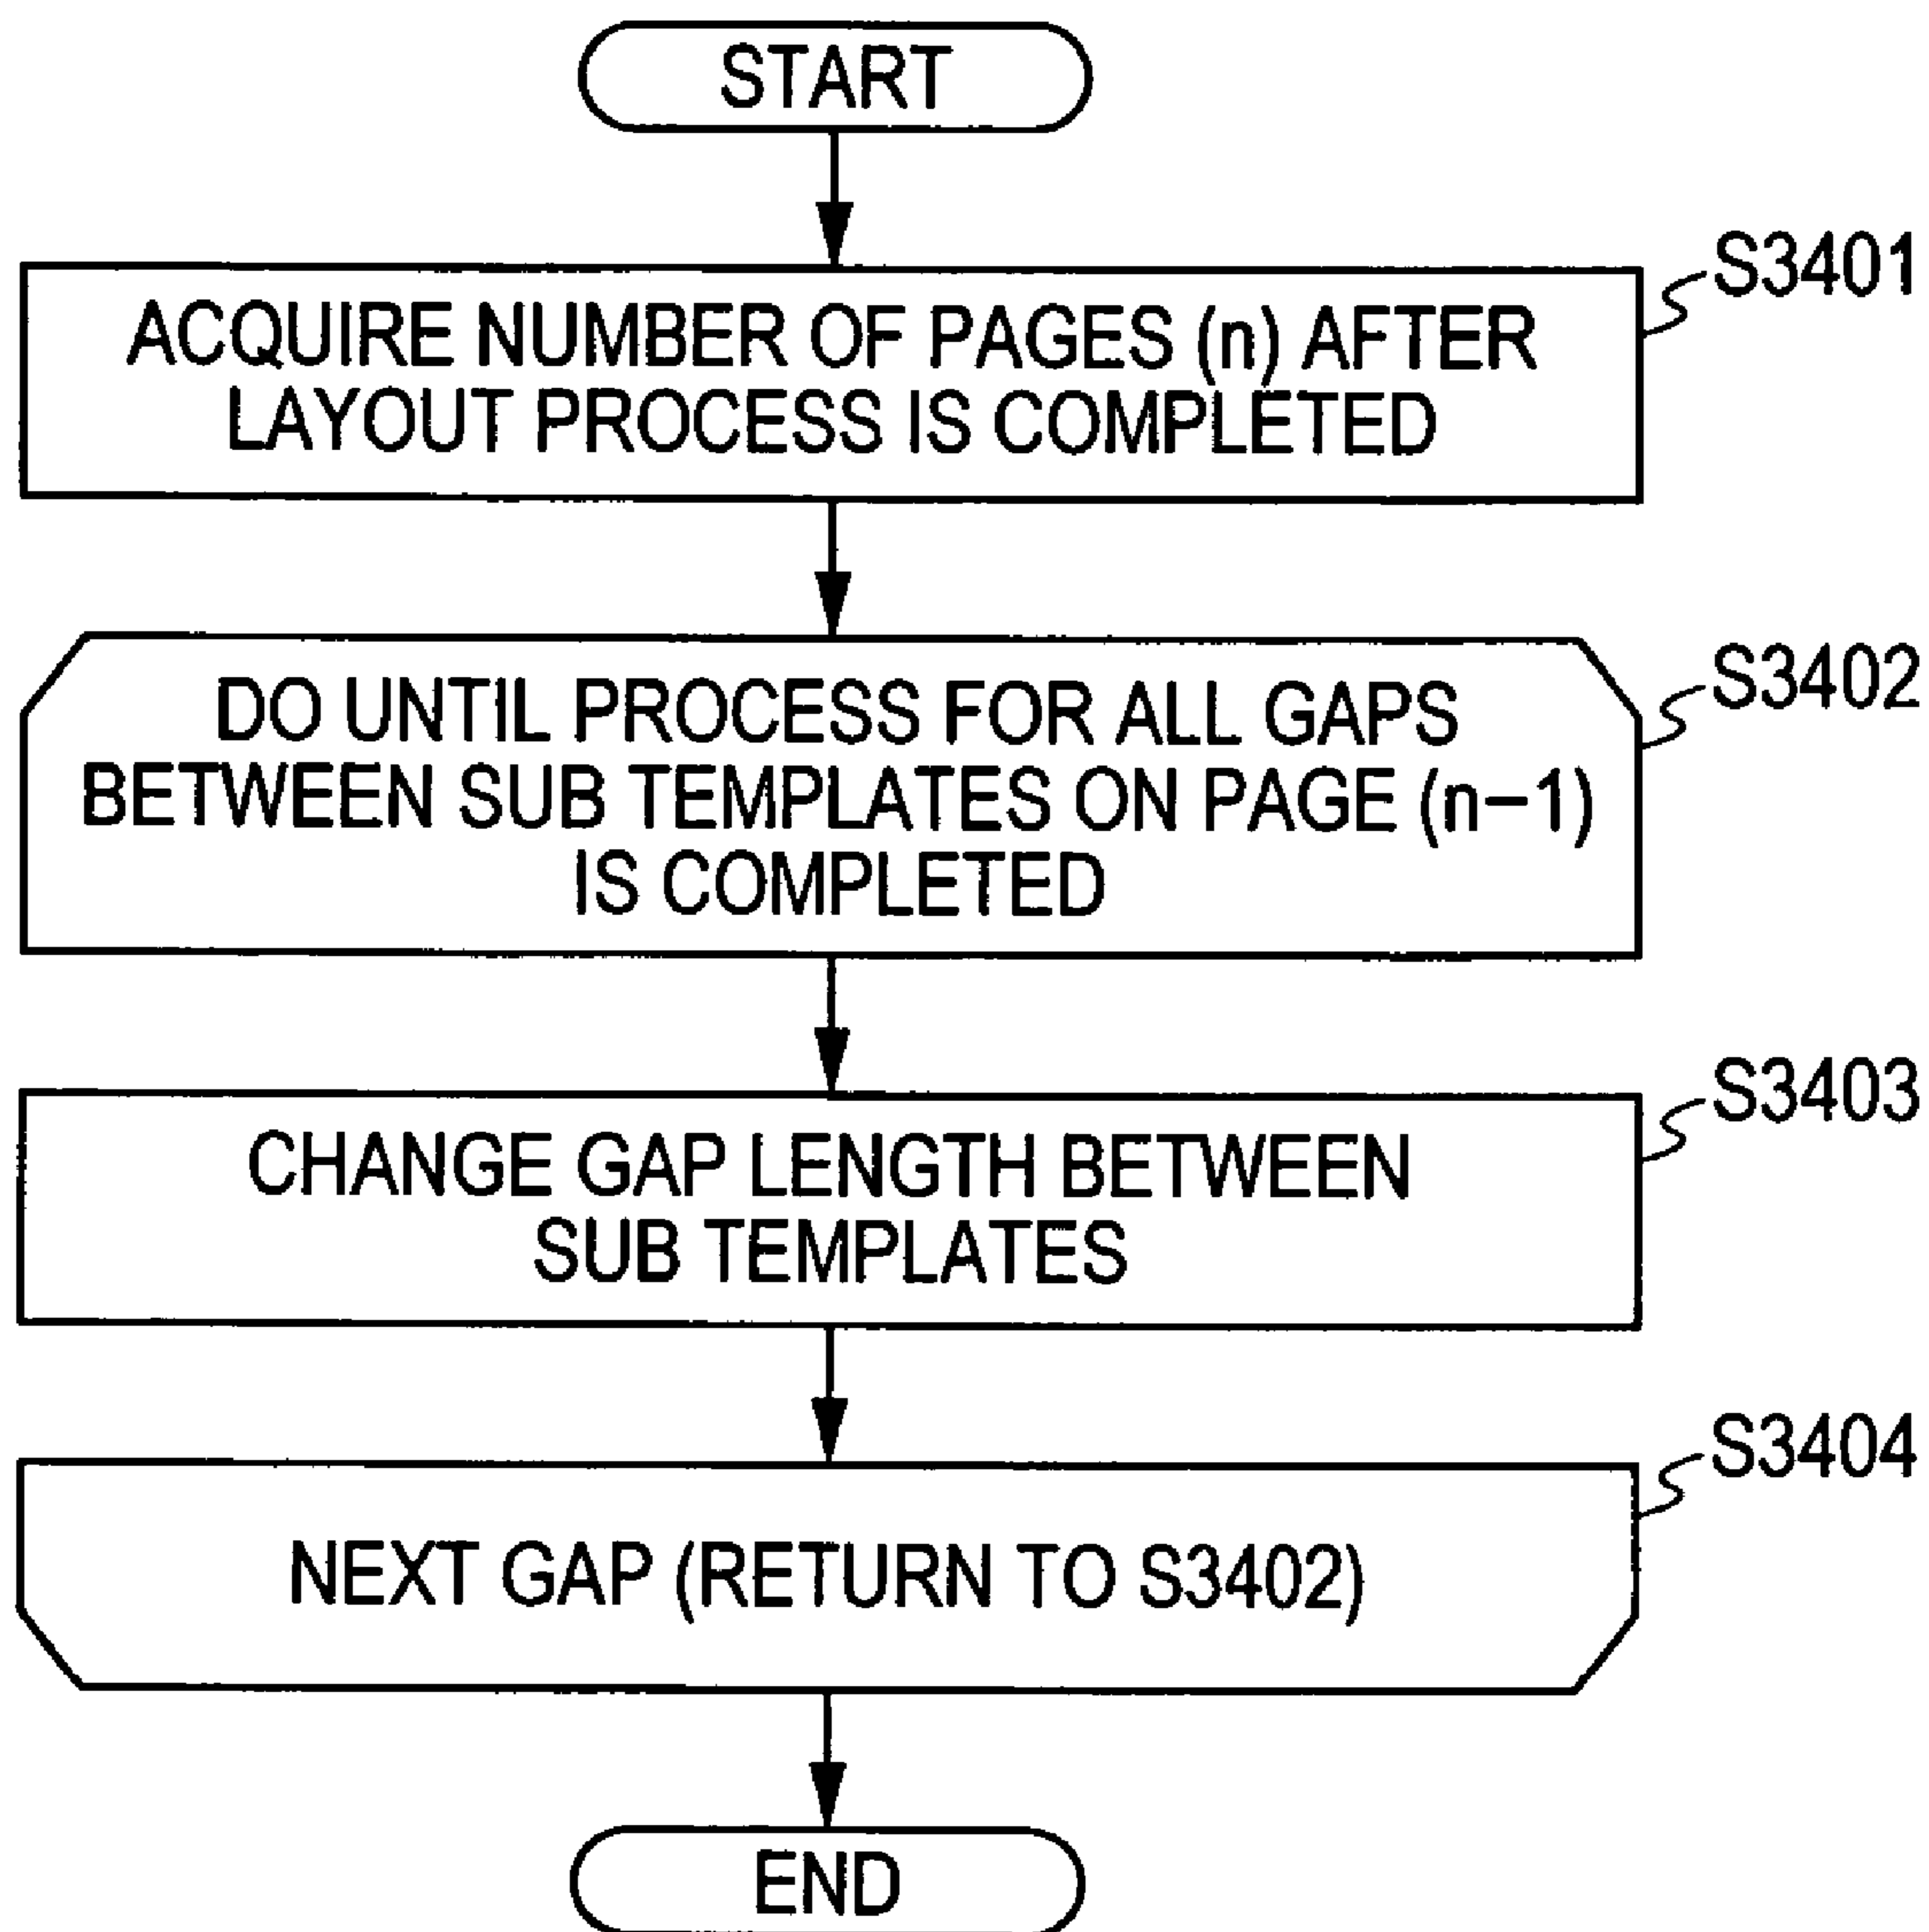 START
S3401
ACQUIRE NUMBER OF PAGES (n) AFTER
LAYOUT PROCESS IS COMPLETED
S3402
DO UNTIL PROCESS FOR ALL GAPS
BETWEEN SUB TEMPLATES ON PAGE (n−1)
IS COMPLETED
S3403
CHANGE GAP LENGTH BETWEEN
SUB TEMPLATES
S3404
NEXT GAP (RETURN TO S3402)
END